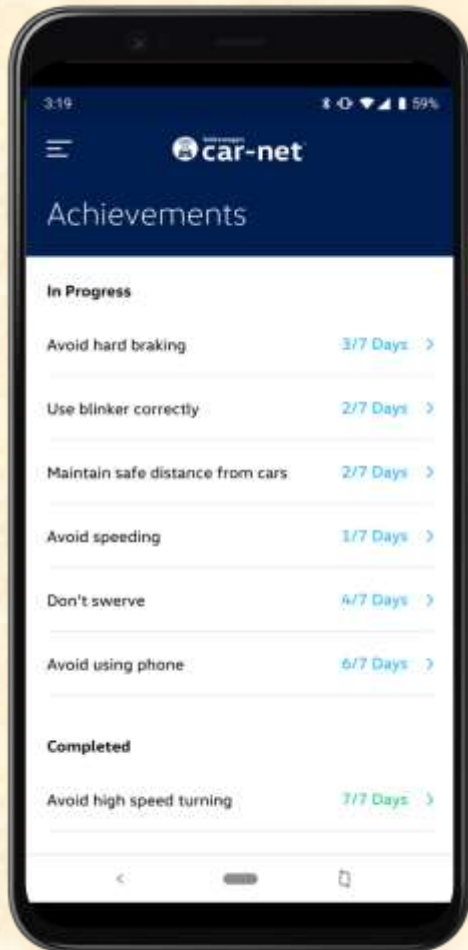 3:19 59%
Volkswagen
car-net
Achievements
In Progress
Avoid hard braking 3/7 Days >
Use blinker correctly 2/7 Days >
Maintain safe distance from cars 2/7 Days >
Avoid speeding 1/7 Days >
Don't swerve 4/7 Days >
Avoid using phone 6/7 Days >
Completed
Avoid high speed turning 7/7 Days >